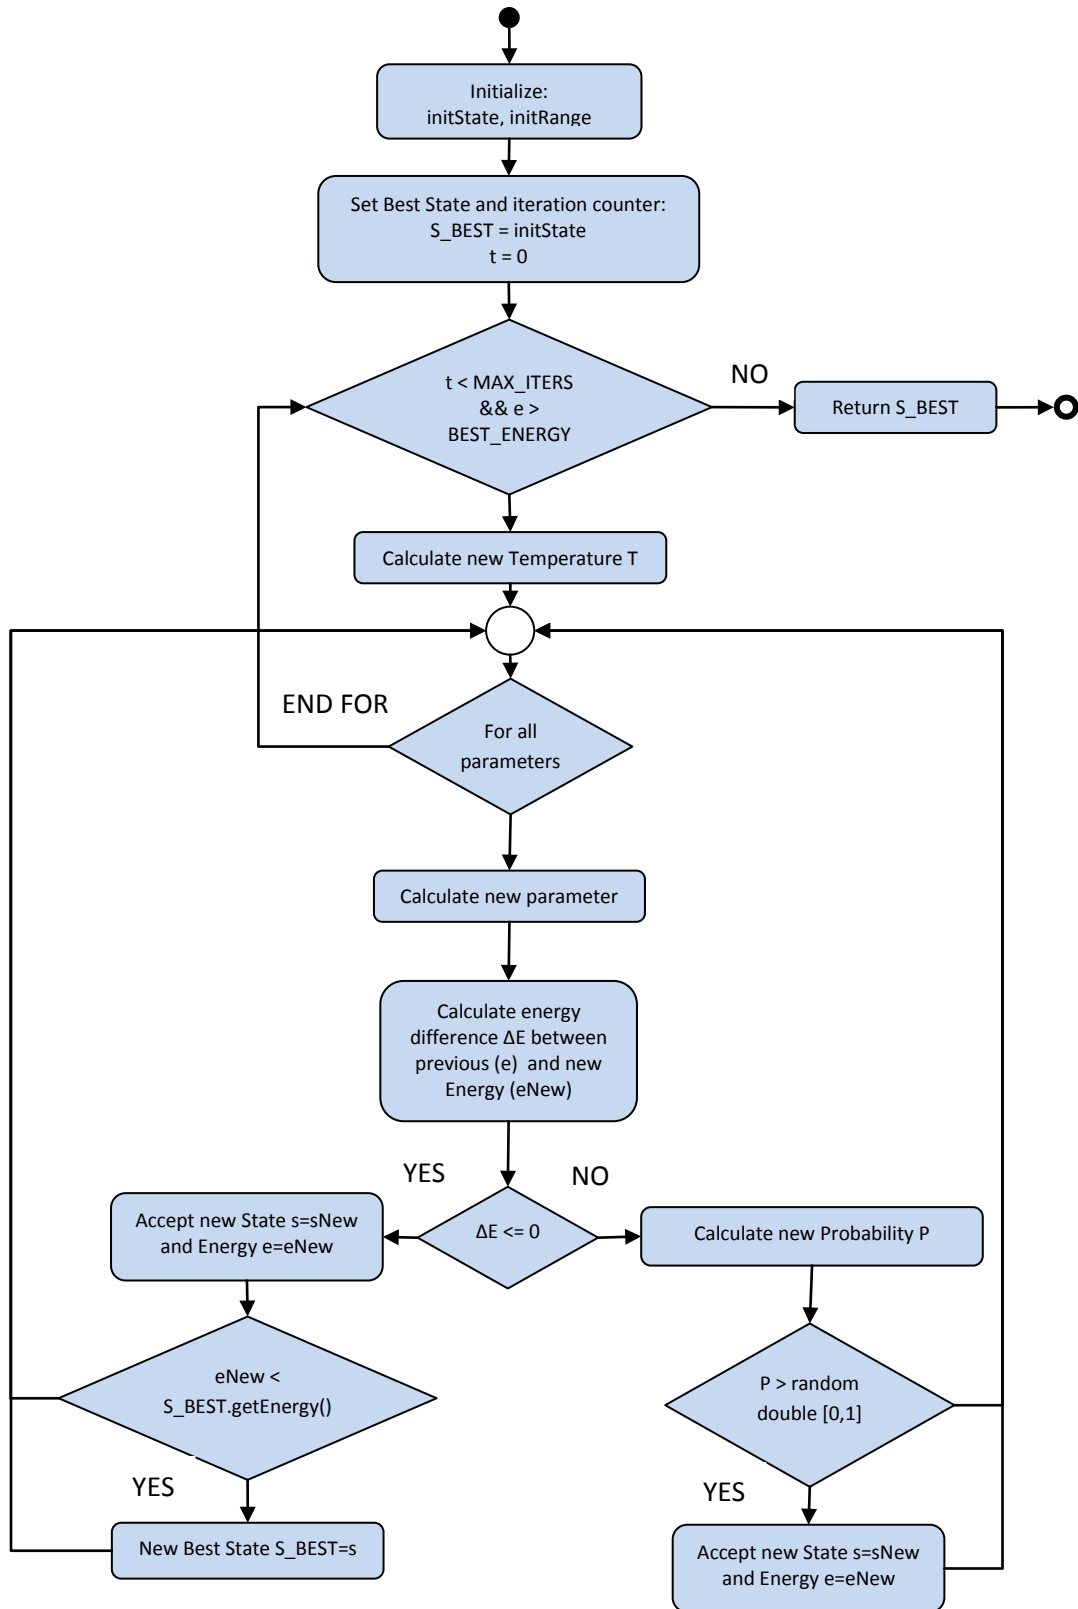 Initialize:
initState, initRange
Set Best State and iteration counter:
S_BEST = initState
t = 0
t < MAX_ITERS
&& e >
BEST_ENERGY
NO
Return S_BEST
Calculate new Temperature T
END FOR
For all
parameters
Calculate new parameter
Calculate energy
difference ΔE between
previous (e)  and new
Energy (eNew)
YES
NO
ΔE <= 0
Accept new State s=sNew
and Energy e=eNew
Calculate new Probability P
eNew <
S_BEST.getEnergy()
P > random
double [0,1]
YES
YES
New Best State S_BEST=s
Accept new State s=sNew
and Energy e=eNew